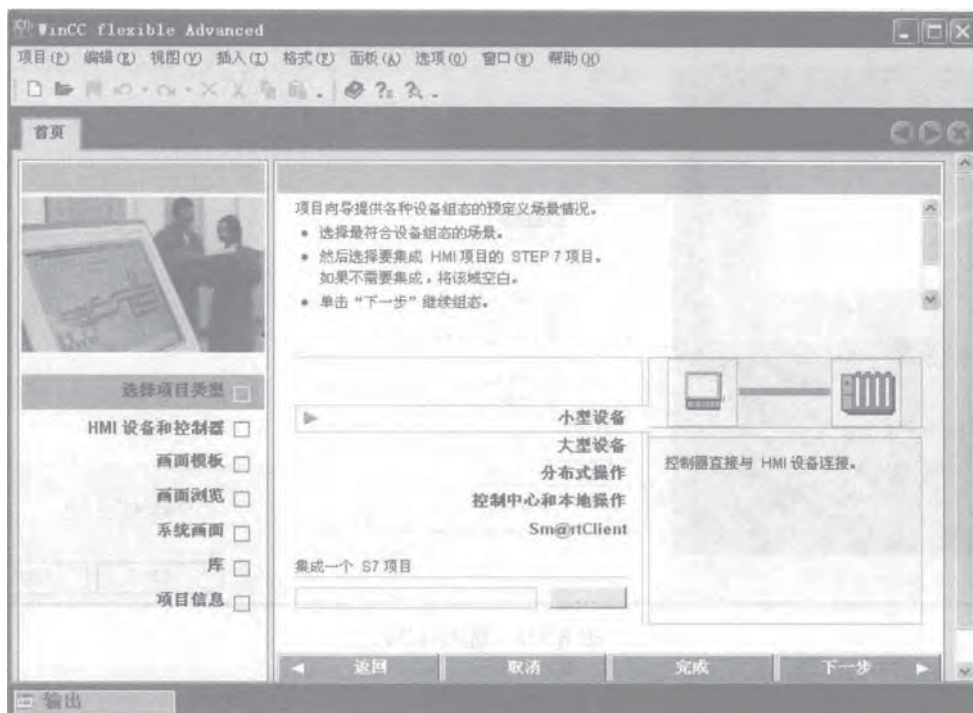 WinCC flexible Advanced
项目(P) 编辑(E) 视图(V) 插入(I) 格式(F) 面板(A) 选项(O) 窗口(W) 帮助(H)
首页
项目向导提供各种设备组态的预定义场景情况。
• 选择最符合设备组态的场景。
• 然后选择要集成 HMI 项目的 STEP 7 项目。
如果不需要集成，将该域空白。
• 单击“下一步”继续组态。
选择项目类型
HMI 设备和控制器
画面模板
画面浏览
系统画面
库
项目信息
小型设备
大型设备
分布式操作
控制中心和本地操作
Sm@rtClient
控制器直接与 HMI 设备连接。
集成一个 S7 项目
...
返回
取消
完成
下一步
输出